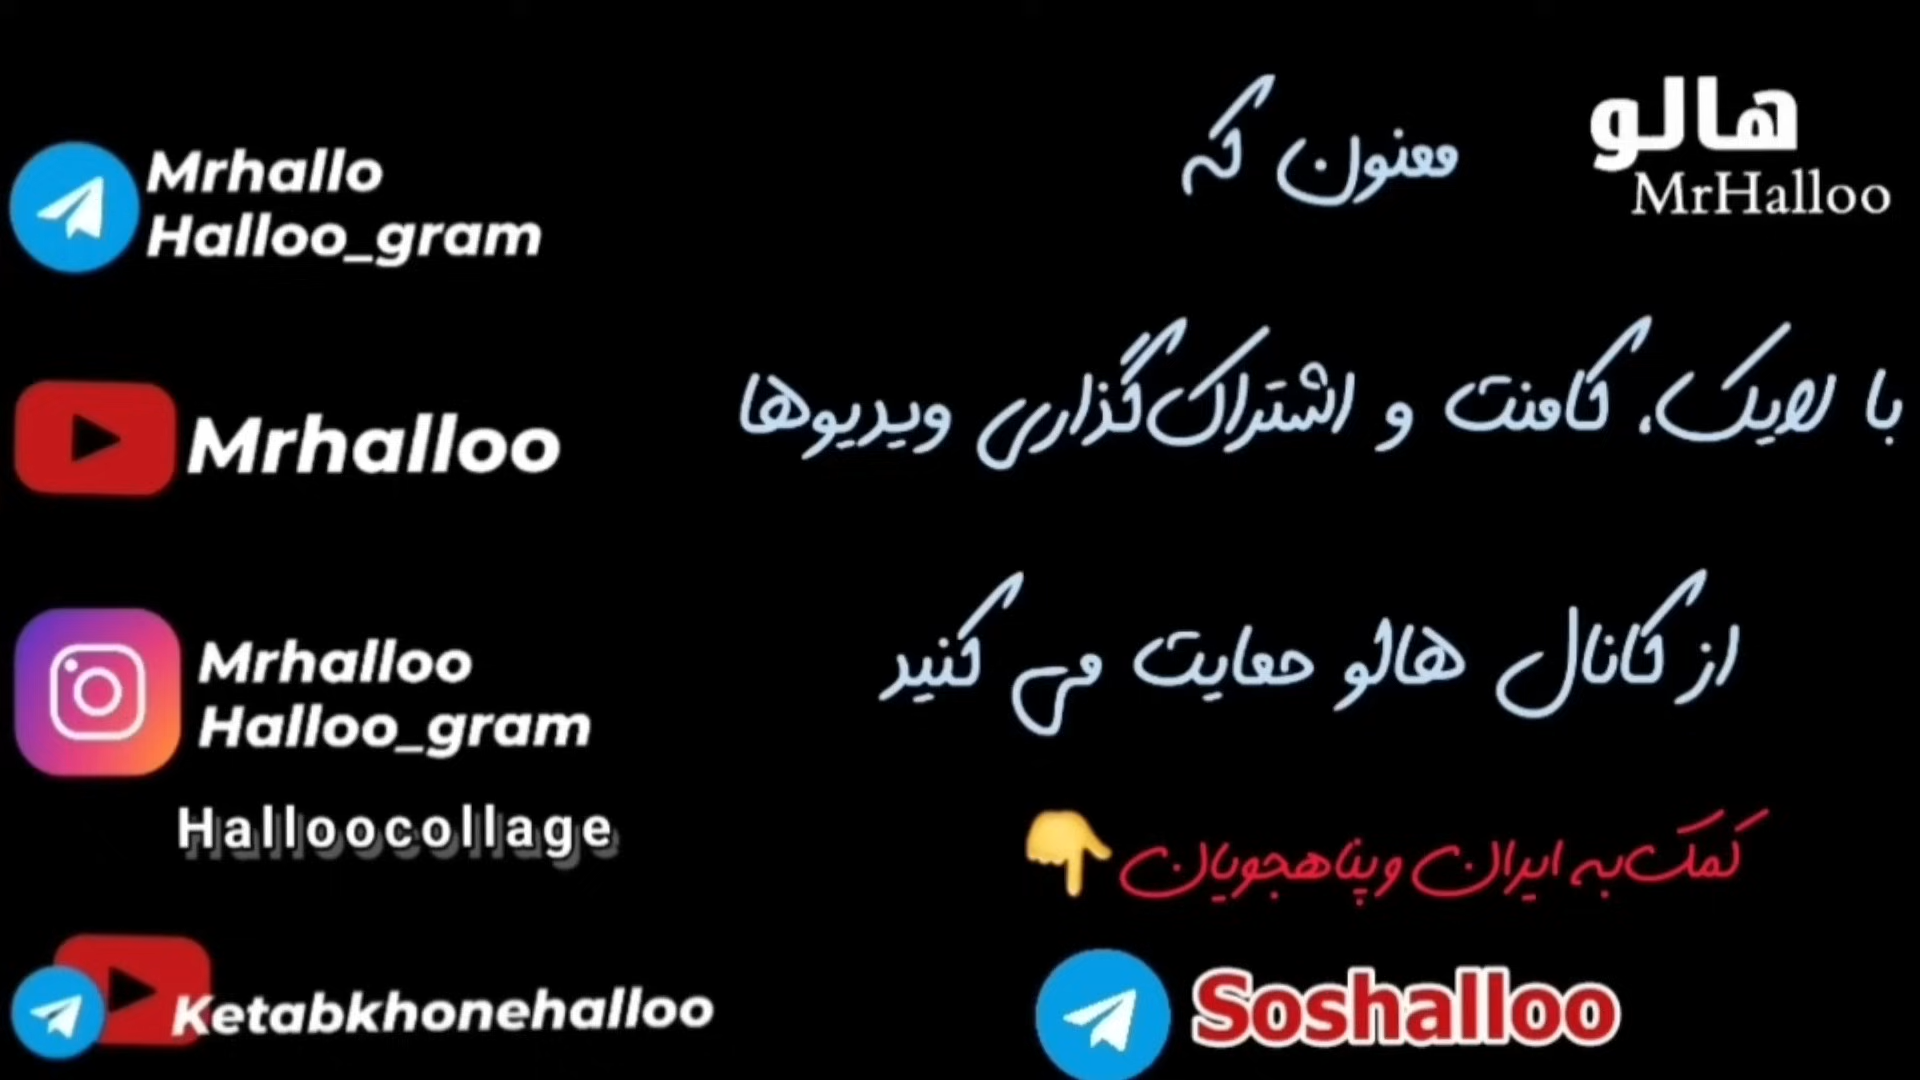 هالو
MrHalloo
ممنون که
با لایک، کامنت و اشتراک‌گذاری ویدیوها
از کانال هالو حمایت می کنید
کمک به ایران و پناهجویان
Soshalloo
Mrhallo
Halloo_gram
Mrhalloo
Mrhalloo
Halloo_gram
Halloocollage
Ketabkhonehalloo